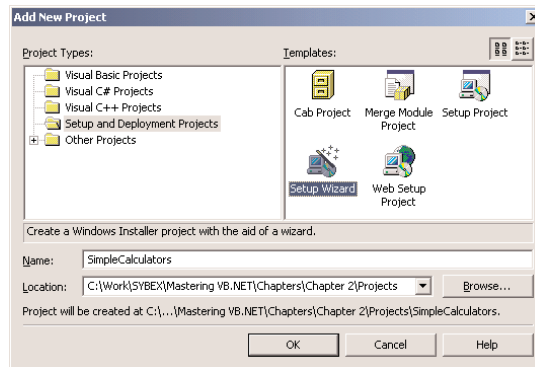 Add New Project
Project Types:
Templates:
Visual Basic Projects
Visual C# Projects
Visual C++ Projects
Setup and Deployment Projects
Other Projects
Cab Project
Merge Module Project
Setup Project
Setup Wizard
Web Setup Project
Create a Windows Installer project with the aid of a wizard.
Name: SimpleCalculators
Location: C:\Work\SYBEX\Mastering VB.NET\Chapters\Chapter 2\Projects Browse...
Project will be created at C:\...\Mastering VB.NET\Chapters\Chapter 2\Projects\SimpleCalculators.
OK Cancel Help